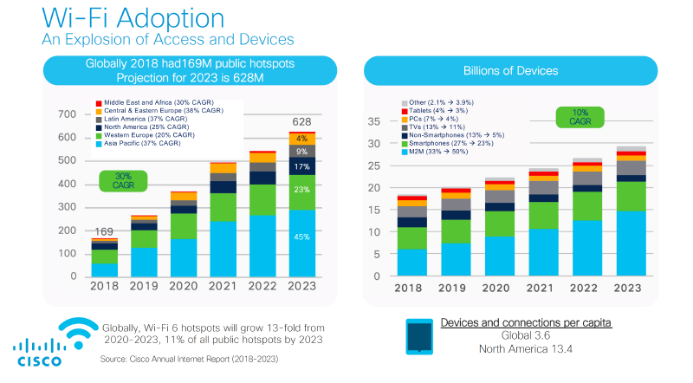 Wi-Fi Adoption
An Explosion of Access and Devices
Globally 2018 had169M public hotspots
Projection for 2023 is 628M
Middle East and Africa (30% CAGR)
Central & Eastern Europe (38% CAGR)
Latin America (37% CAGR)
North America (25% CAGR)
Western Europe (20% CAGR)
Asia Pacific (37% CAGR)
700
600
500
400
300
200
100
0
30%
CAGR
169
628
4%
9%
17%
23%
45%
2018 2019 2020 2021 2022 2023
Billions of Devices
Other (2.1% → 3.9%)
Tablets (4% → 3%)
PCs (7% → 4%)
TVs (13% → 11%)
Non-Smartphones (13% → 5%)
Smartphones (27% → 23%)
M2M (33% → 50%)
10%
CAGR
35
30
25
20
15
10
5
0
2018 2019 2020 2021 2022 2023
Globally, Wi-Fi 6 hotspots will grow 13-fold from
2020-2023, 11% of all public hotspots by 2023
CISCO
Source: Cisco Annual Internet Report (2018-2023)
Devices and connections per capita
Global 3.6
North America 13.4